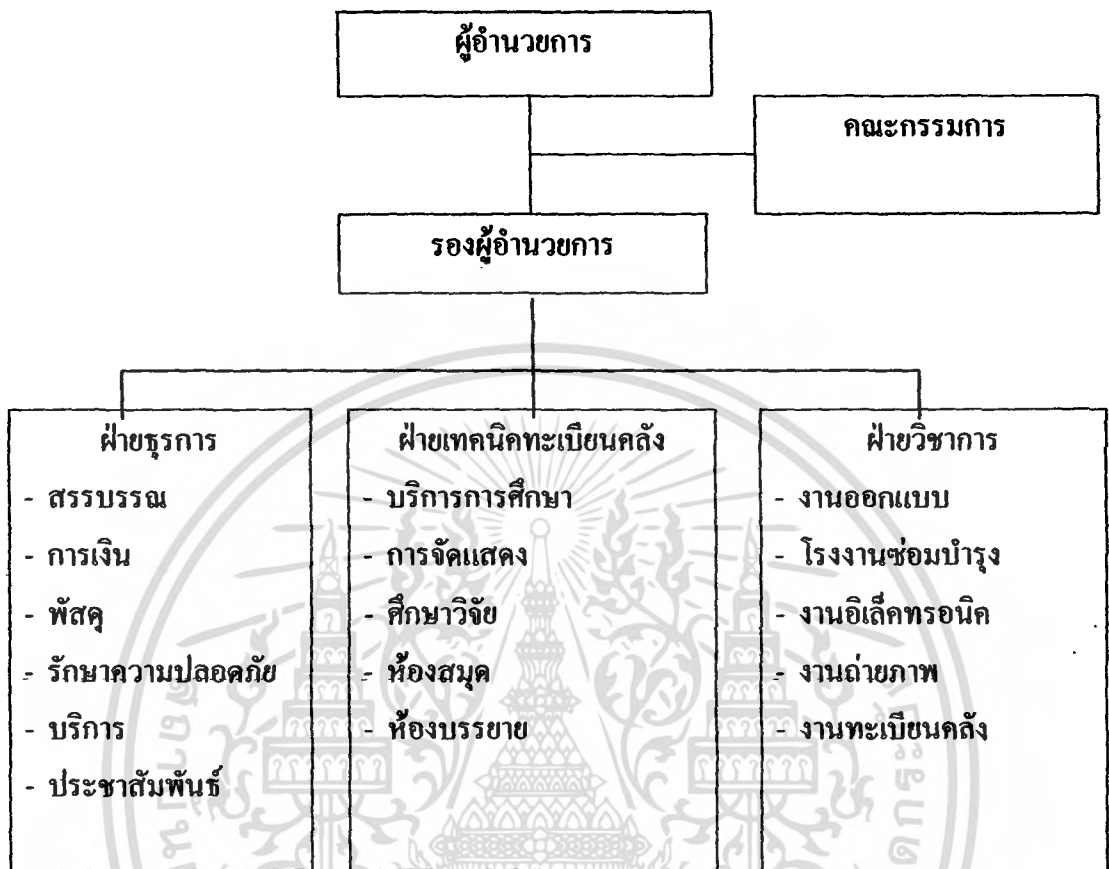 ผู้อำนวยการ
คณะกรรมการ
รองผู้อำนวยการ
ฝ่ายธุรการ
- สรรบรรณ
- การเงิน
- พัสดุ
- รักษาความปลอดภัย
- บริการ
- ประชาสัมพันธ์
ฝ่ายเทคนิคทะเบียนคลัง
- บริการการศึกษา
- การจัดแสดง
- ศึกษาวิจัย
- ห้องสมุด
- ห้องบรรยาย
ฝ่ายวิชาการ
- งานออกแบบ
- โรงงานซ่อมบำรุง
- งานอิเล็คทรอนิค
- งานถ่ายภาพ
- งานทะเบียนคลัง